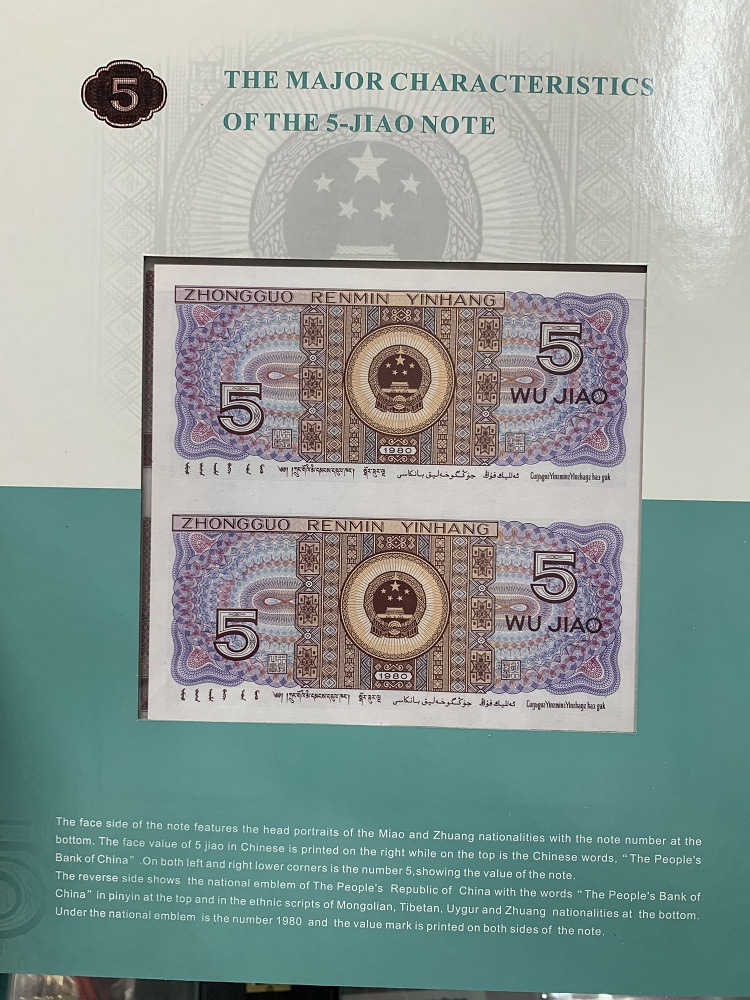 5
THE MAJOR CHARACTERISTICS
OF THE 5-JIAO NOTE
ZHONGGUO RENMIN YINHANG
5
WU JIAO
5
1980
ZHONGGUO RENMIN YINHANG
5
WU JIAO
5
1980
The face side of the note features the head portraits of the Miao and Zhuang nationalities with the note number at the
bottom. The face value of 5 jiao in Chinese is printed on the right while on the top is the Chinese words, “The People's
Bank of China” .On both left and right lower corners is the number 5,showing the value of the note.
The reverse side shows the national emblem of The People's Republic of China with the words “The People's Bank of
China” in pinyin at the top and in the ethnic scripts of Mongolian, Tibetan, Uygur and Zhuang nationalities at the bottom.
Under the national emblem is the number 1980 and the value mark is printed on both sides of the note.